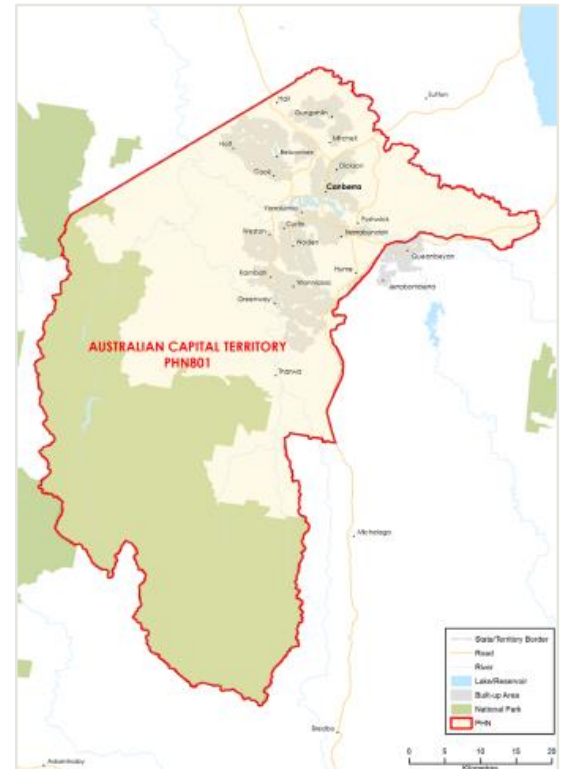 Hall
Sutton
Gungahlin
Mitchell
Holt
Belconnen
Dickson
Cook
Canberra
Yarralumla
Fyshwick
Curtin
Weston
Narrabundah
Woden
Queanbeyan
Kambah
Hume
Wanniassa
Jerrabomberra
Greenway
AUSTRALIAN CAPITAL TERRITORY
PHN801
Tharwa
Michelago
Bredbo
Adaminaby
State/Territory Border
Road
River
Lake/Reservoir
Built-up Area
National Park
PHN
0 5 10 15 20
Kilometres